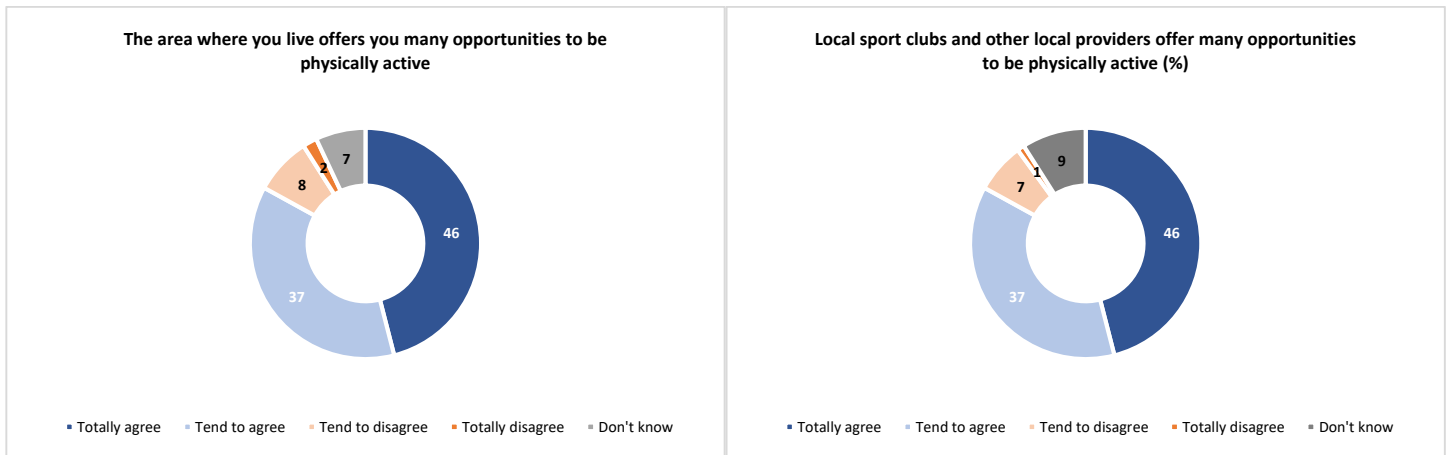 The area where you live offers you many opportunities to be
physically active
46
37
8
2
7
Totally agree Tend to agree Tend to disagree Totally disagree Don't know
Local sport clubs and other local providers offer many opportunities
to be physically active (%)
46
37
7
1
9
Totally agree Tend to agree Tend to disagree Totally disagree Don't know